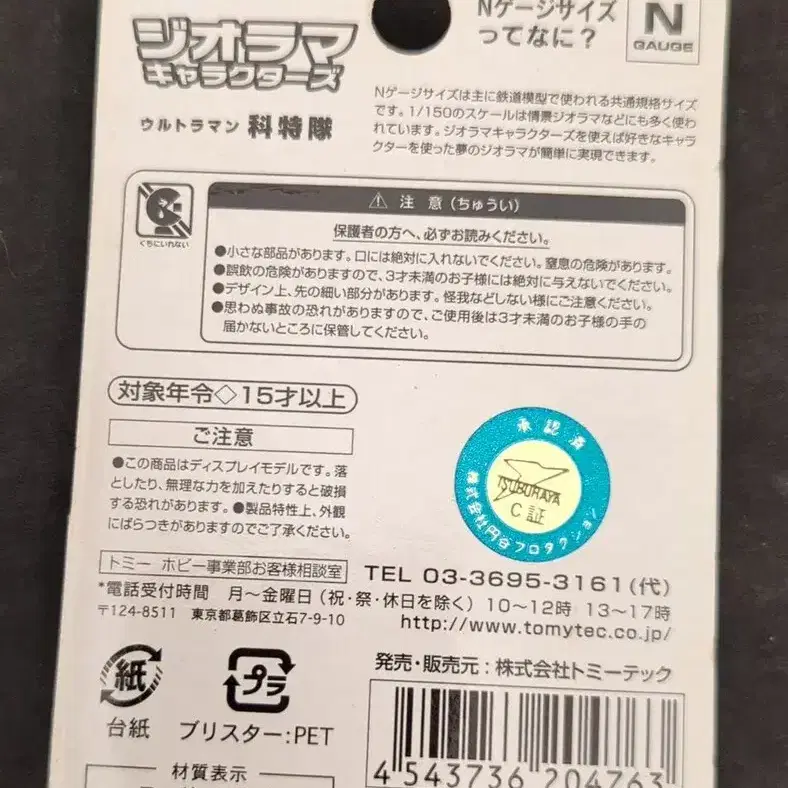 ジオラマ
キャラクターズ
ウルトラマン 科特隊
Nゲージサイズ
ってなに？
N
GAUGE
Nゲージサイズは主に鉄道模型で使われる共通規格サイズ
です。1/150のスケールは情景ジオラマなどにも多く使わ
れています。ジオラマキャラクターズを使えば好きなキャラ
クターを使った夢のジオラマが簡単に実現できます。
くちにいれない
⚠ 注 意（ちゅうい）
保護者の方へ、必ずお読みください。
●小さな部品があります。口には絶対に入れないでください。窒息の危険があります。
●誤飲の危険がありますので、3才未満のお子様には絶対に与えないでください。
●デザイン上、先の細い部分があります。怪我などしない様にご注意ください。
●思わぬ事故の恐れがありますので、ご使用後は3才未満のお子様の手の
届かないところに保管してください。
対象年令◇15才以上
ご注意
●この商品はディスプレイモデルです。落
としたり、無理な力を加えたりすると破損
する恐れがあります。●製品特性上、外観
にばらつきがありますのでご了承ください。
承認済
TSUBURAYA
C 証
株式会社円谷プロダクション
トミー ホビー事業部お客様相談室
TEL 03-3695-3161(代)
*電話受付時間 月～金曜日（祝・祭・休日を除く）10～12時 13～17時
〒124-8511 東京都葛飾区立石7-9-10
http://www.tomytec.co.jp/
紙
台紙
プラ
ブリスター:PET
発売・販売元：株式会社トミーテック
材質表示
4 543736 204763